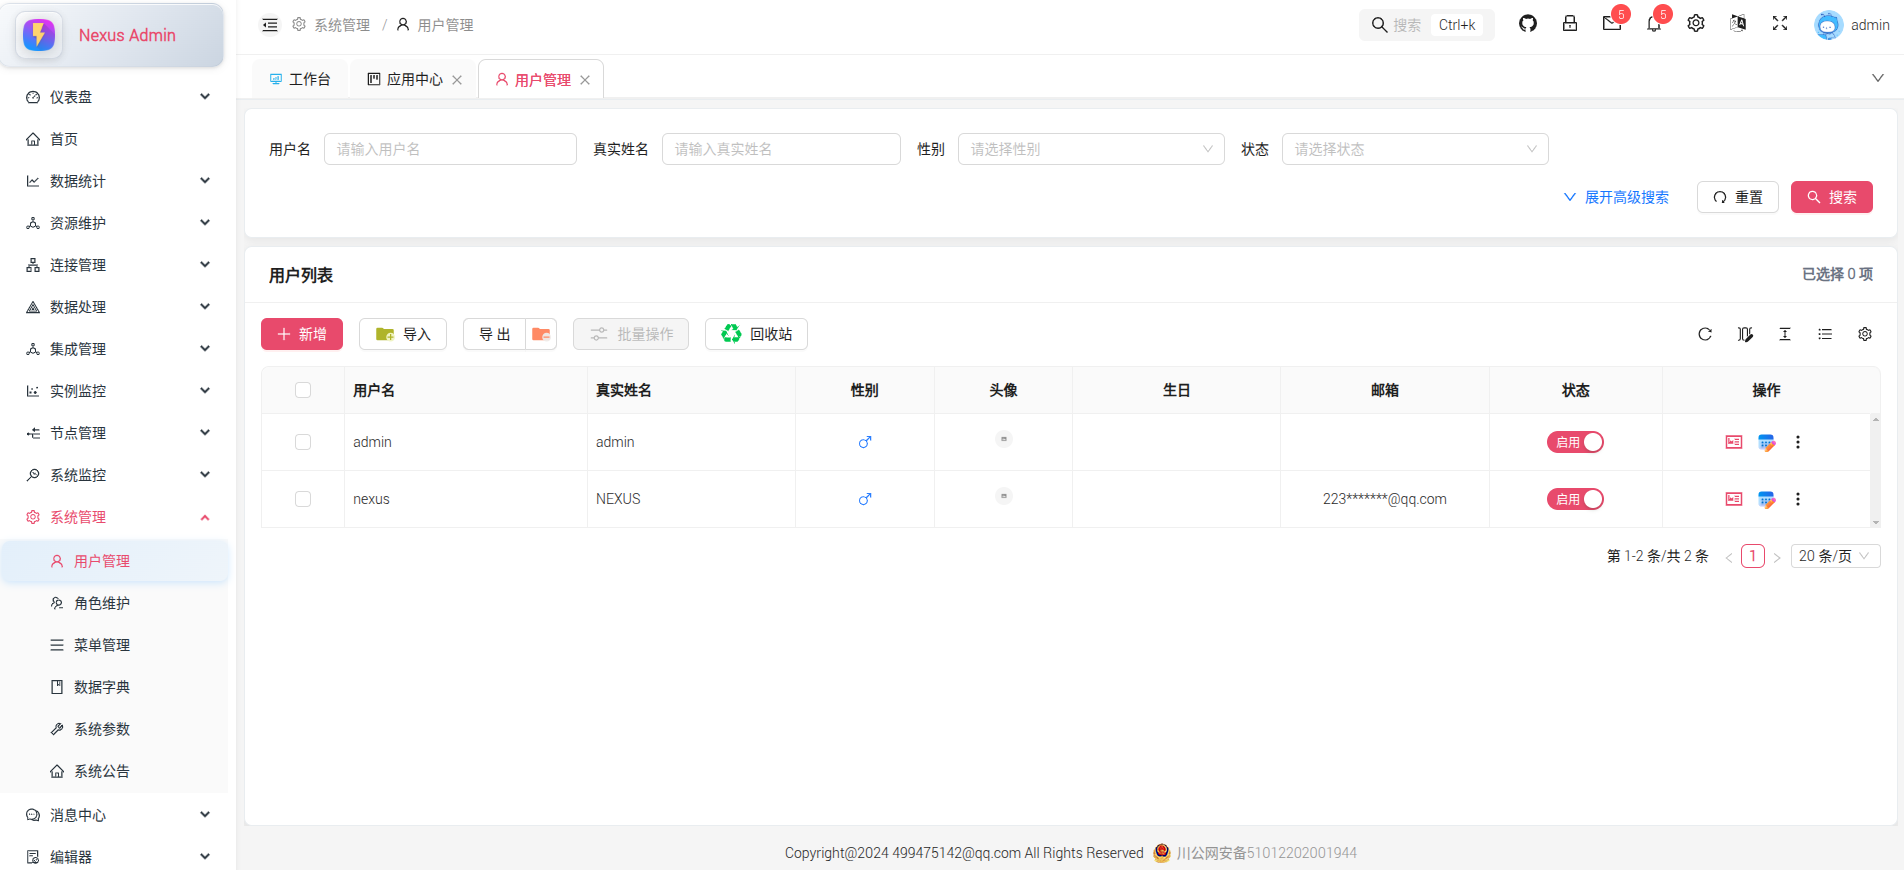 Nexus Admin
仪表盘
首页
数据统计
资源维护
连接管理
数据处理
集成管理
实例监控
节点管理
系统监控
系统管理
用户管理
角色维护
菜单管理
数据字典
系统参数
系统公告
消息中心
编辑器
系统管理 / 用户管理
搜索 Ctrl+k
5
5
admin
工作台 应用中心 用户管理
用户名 请输入用户名 真实姓名 请输入真实姓名 性别 请选择性别 状态 请选择状态
展开高级搜索 重置 搜索
用户列表 已选择 0 项
新增 导入 导 出 批量操作 回收站
用户名 真实姓名 性别 头像 生日 邮箱 状态 操作
admin admin 启用
nexus NEXUS 223*******@qq.com 启用
第 1-2 条/共 2 条 < 1 > 20 条/页
Copyright@2024 499475142@qq.com All Rights Reserved 川公网安备51012202001944